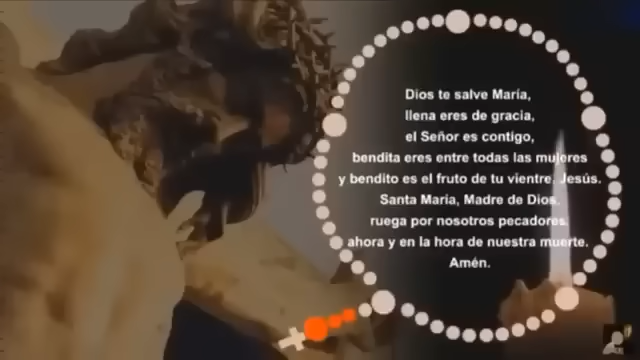 Dios te salve María,
llena eres de gracia,
el Señor es contigo,
bendita eres entre todas las mujeres
y bendito es el fruto de tu vientre, Jesús.
Santa María, Madre de Dios,
ruega por nosotros pecadores,
ahora y en la hora de nuestra muerte.
Amén.